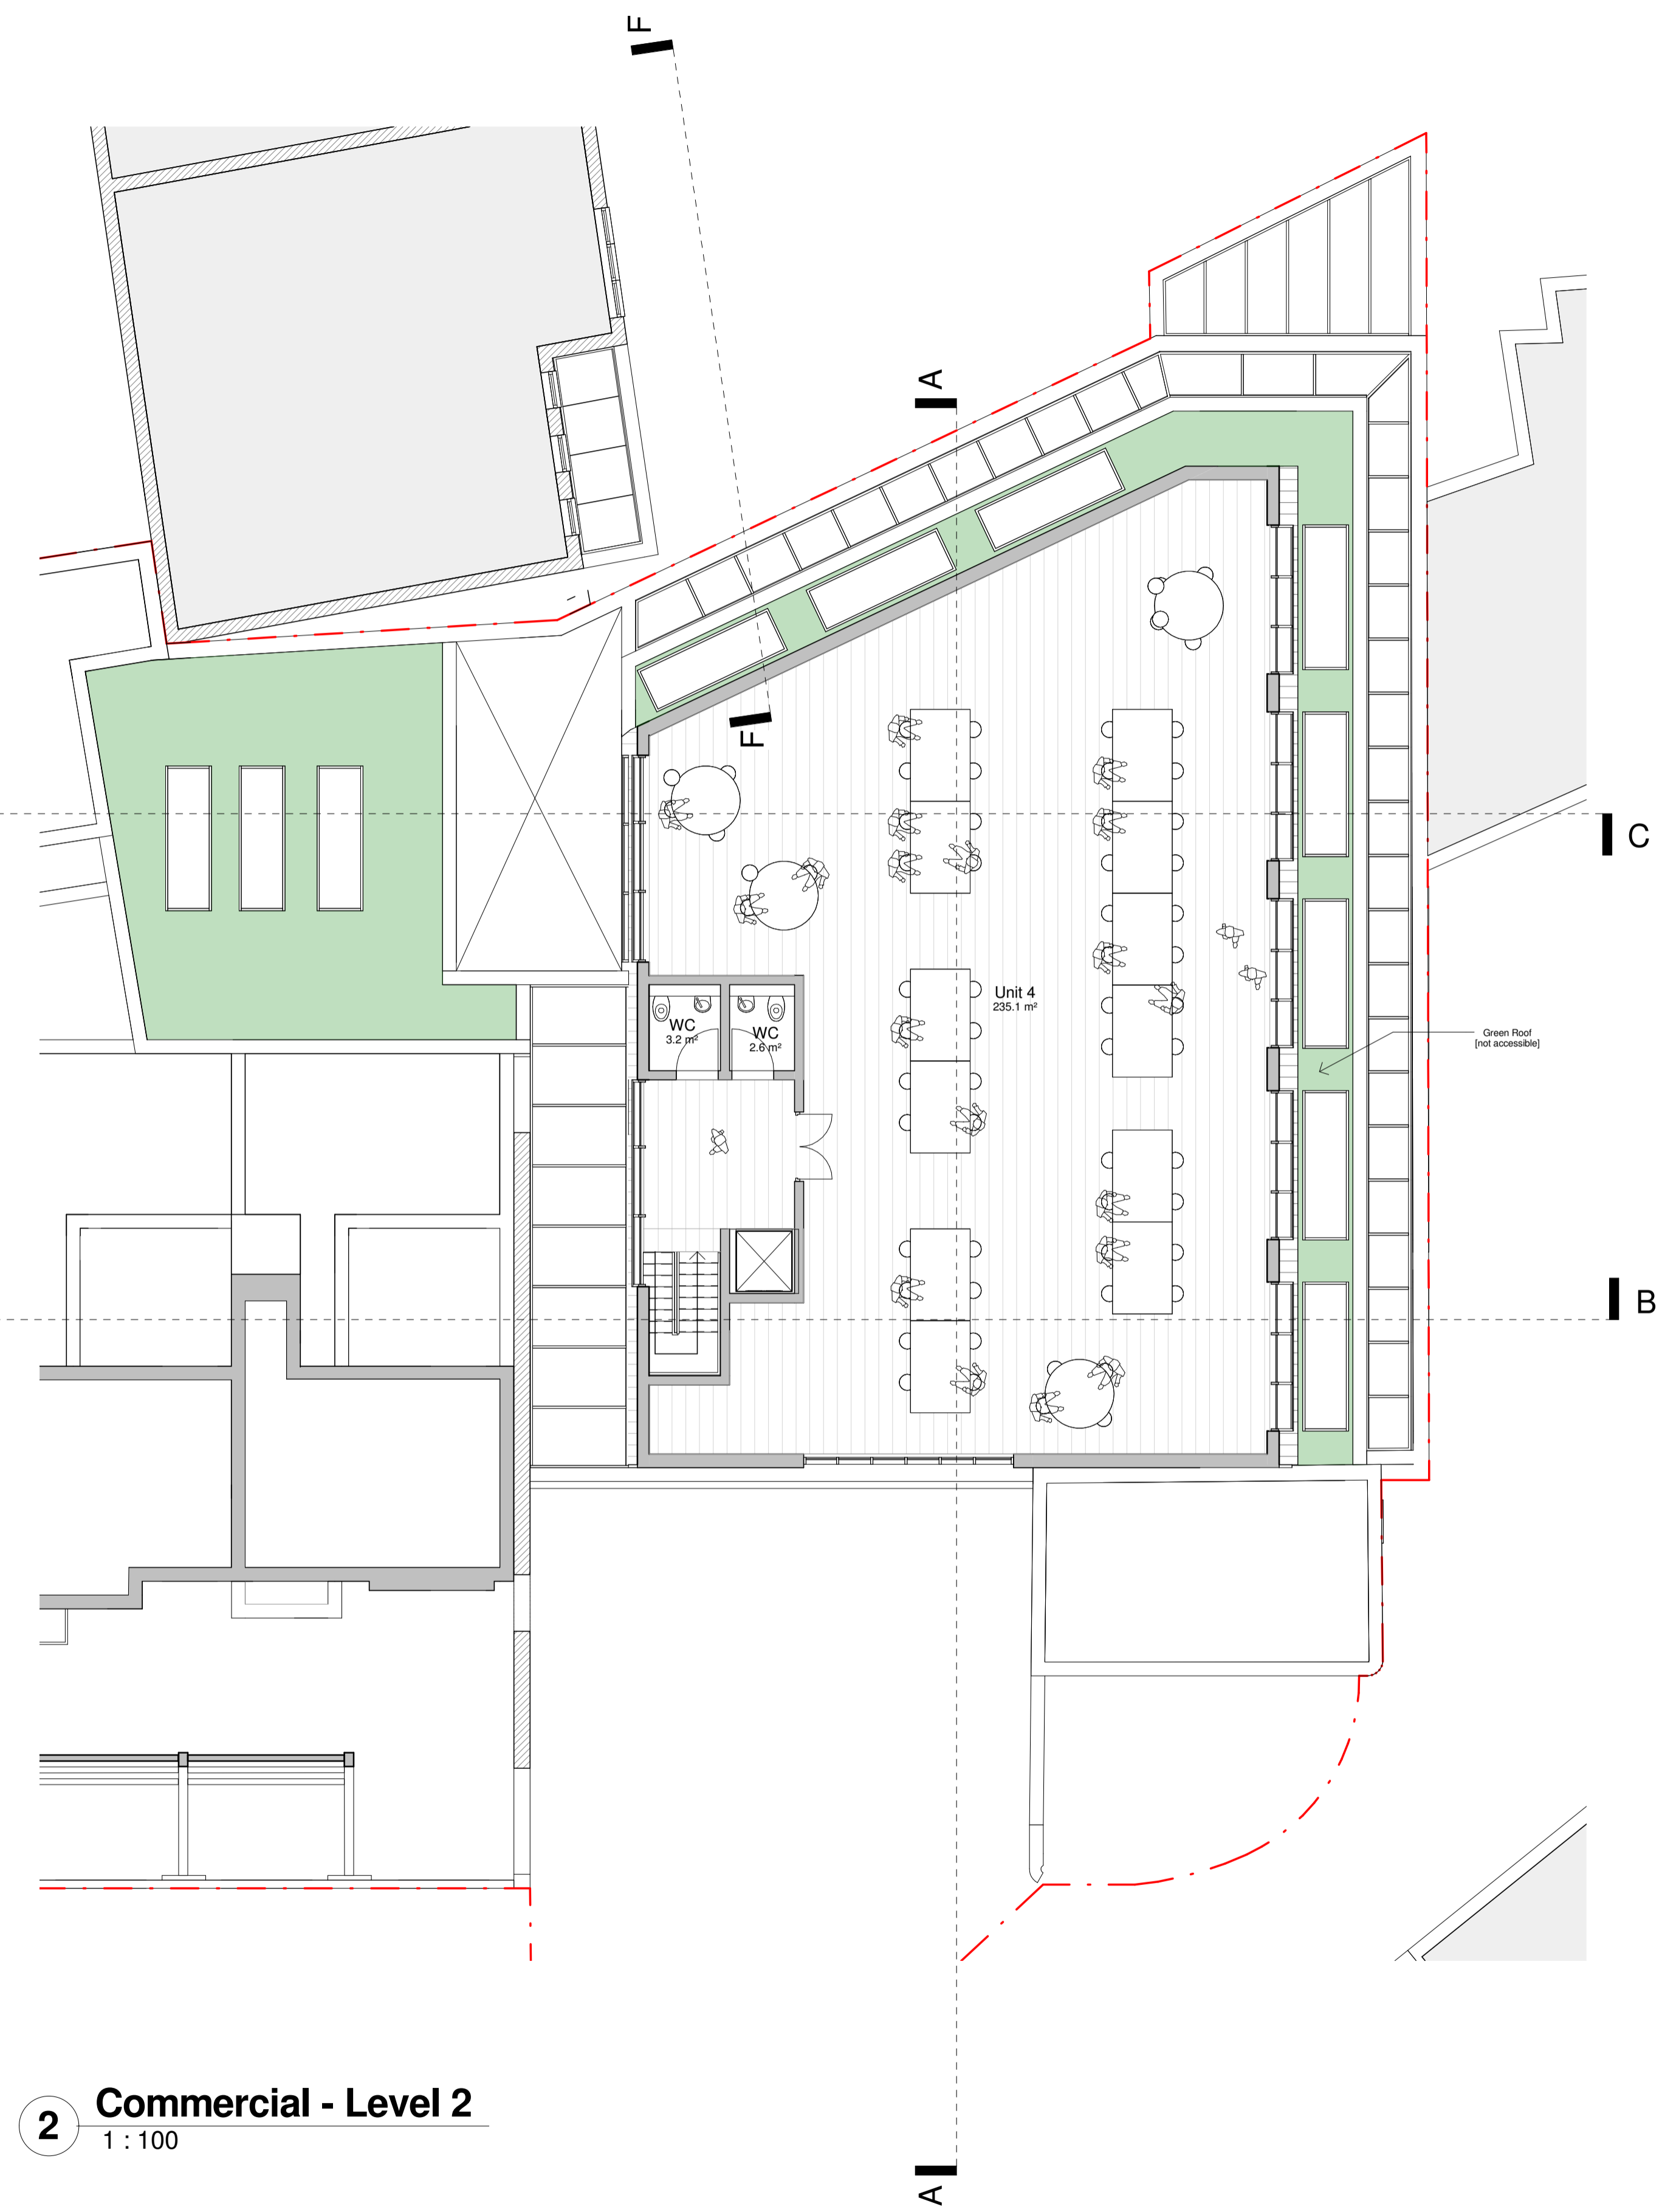 F
A
F
C
Unit 4
235.1 m²
WC
3.2 m²
WC
2.6 m²
Green Roof
[not accessible]
B
2
Commercial - Level 2
1 : 100
A